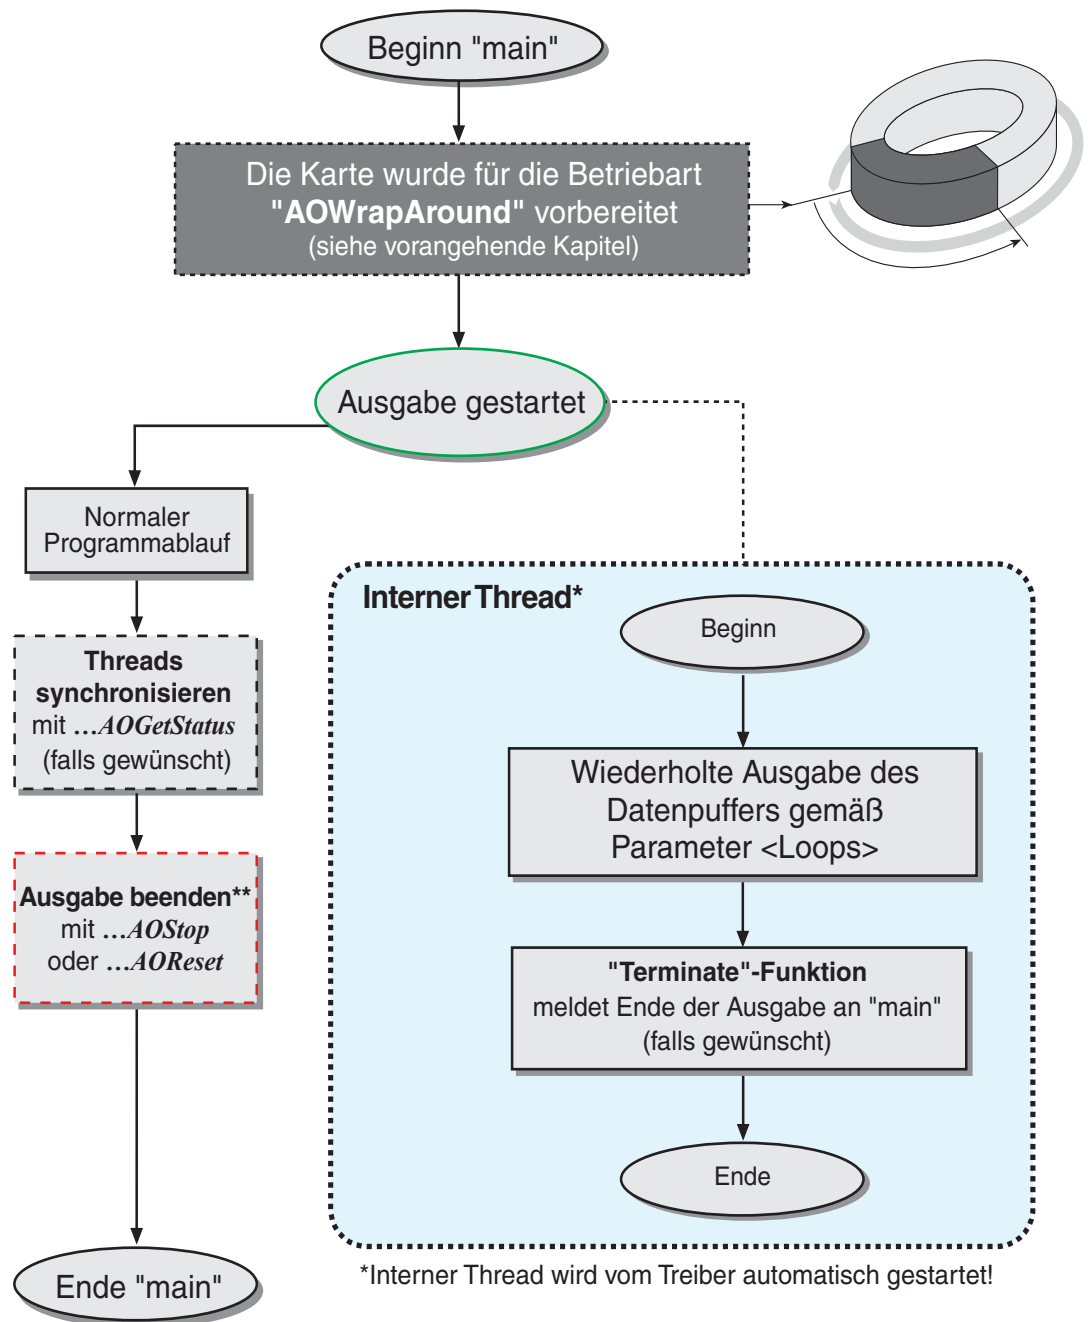 Beginn "main"
Die Karte wurde für die Betriebart
"AOWrapAround" vorbereitet
(siehe vorangehende Kapitel)
Ausgabe gestartet
Normaler
Programmablauf
Threads
synchronisieren
mit ...AOGetStatus
(falls gewünscht)
Ausgabe beenden**
mit ...AOStop
oder ...AOReset
Ende "main"
Interner Thread*
Beginn
Wiederholte Ausgabe des
Datenpuffers gemäß
Parameter <Loops>
"Terminate"-Funktion
meldet Ende der Ausgabe an "main"
(falls gewünscht)
Ende
*Interner Thread wird vom Treiber automatisch gestartet!